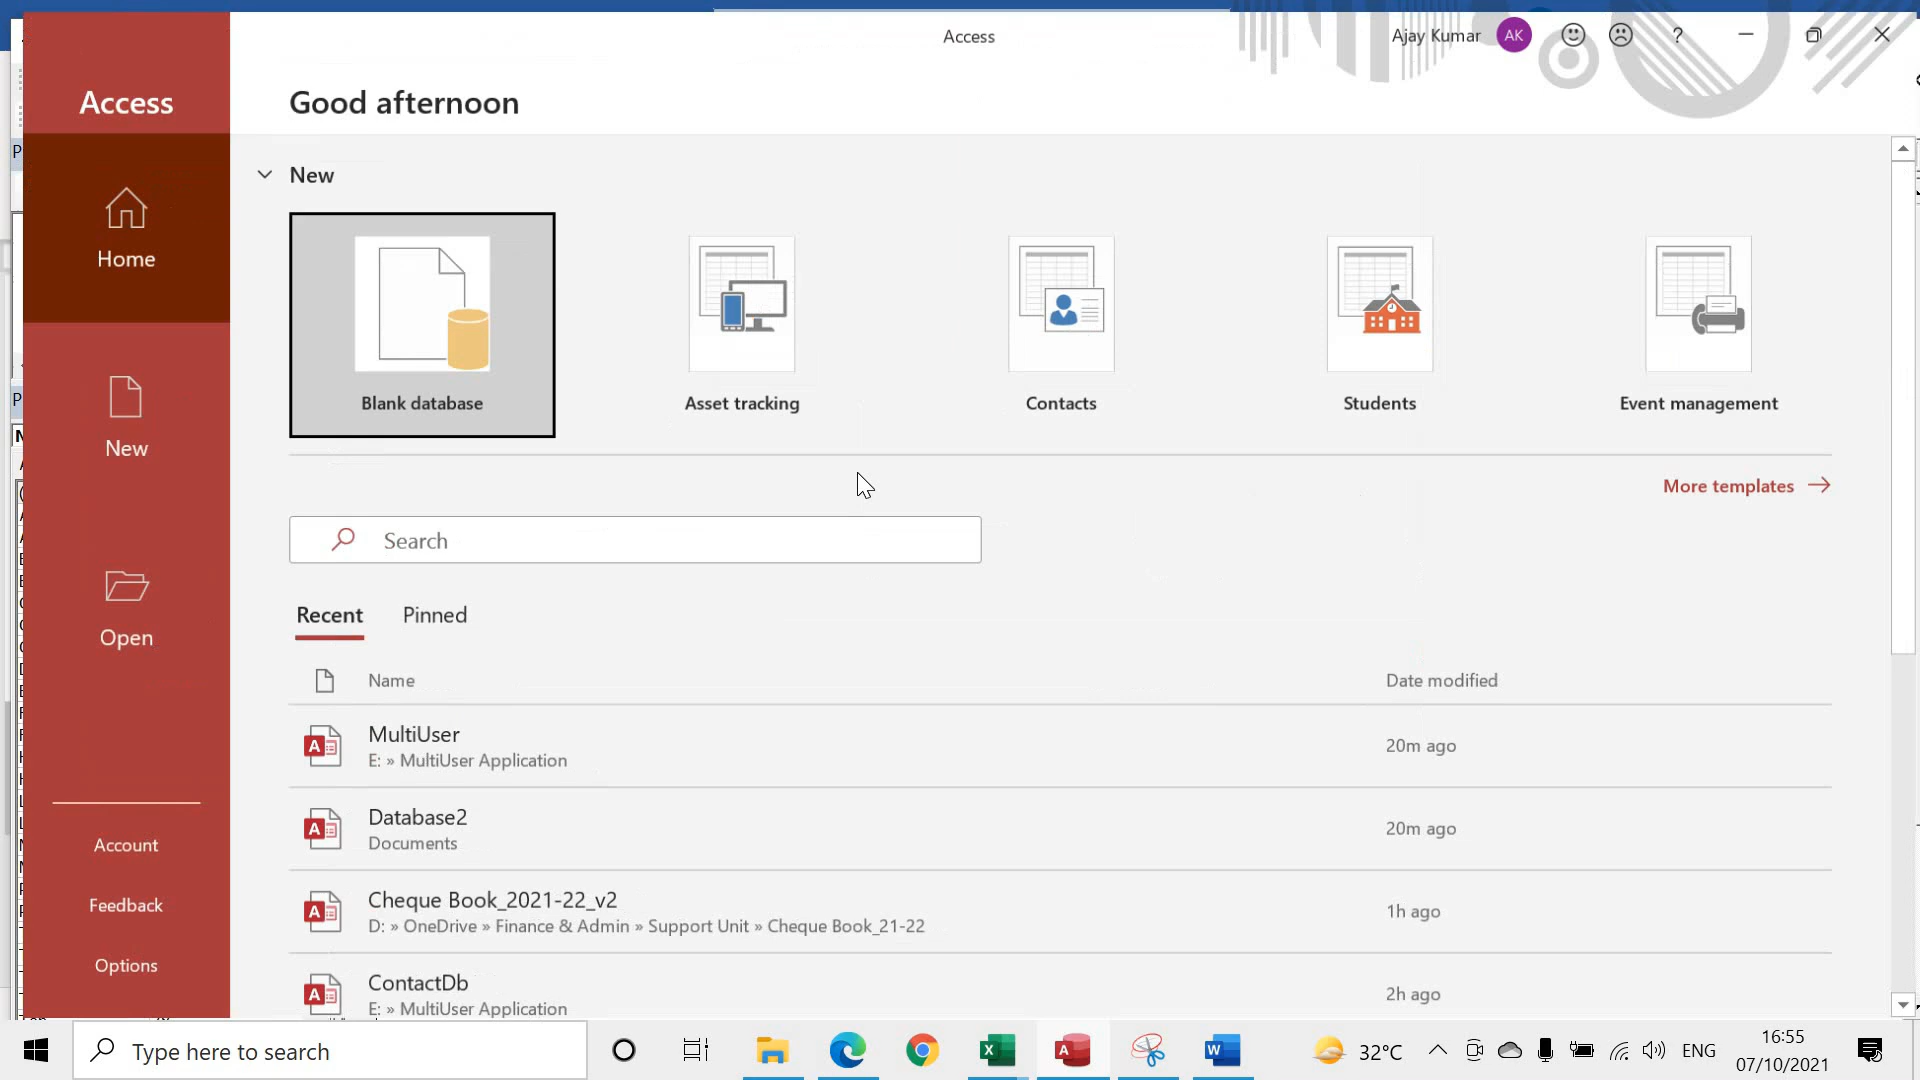 Access
Ajay Kumar
AK
?
Access
Good afternoon
Home
New
Open
Account
Feedback
Options
New
Blank database
Asset tracking
Contacts
Students
Event management
More templates
Search
Recent
Pinned
Name
Date modified
MultiUser
E: » MultiUser Application
20m ago
Database2
Documents
20m ago
Cheque Book_2021-22_v2
D: » OneDrive » Finance & Admin » Support Unit » Cheque Book_21-22
1h ago
ContactDb
E: » MultiUser Application
2h ago
Type here to search
32°C
ENG
16:55
07/10/2021